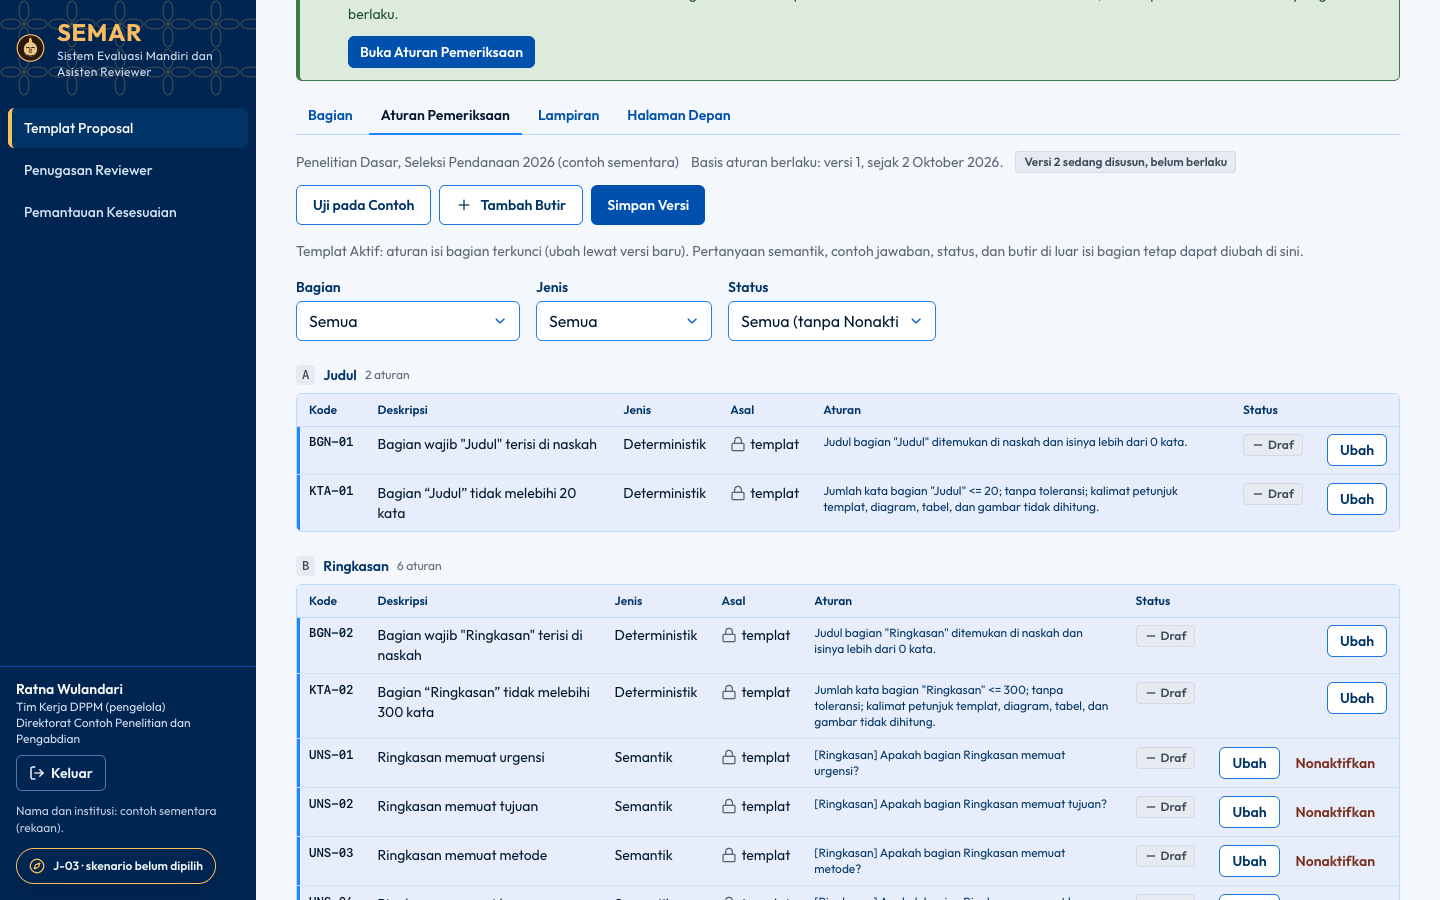 SEMAR
Sistem Evaluasi Mandiri dan
Asisten Reviewer
Templat Proposal
Penugasan Reviewer
Pemantauan Kesesuaian
Ratna Wulandari
Tim Kerja DPPM (pengelola)
Direktorat Contoh Penelitian dan
Pengabdian
Keluar
Nama dan institusi: contoh sementara
(rekaan).
J-03 · skenario belum dipilih
berlaku.
Buka Aturan Pemeriksaan
Bagian Aturan Pemeriksaan Lampiran Halaman Depan
Penelitian Dasar, Seleksi Pendanaan 2026 (contoh sementara) Basis aturan berlaku: versi 1, sejak 2 Oktober 2026. Versi 2 sedang disusun, belum berlaku
Uji pada Contoh + Tambah Butir Simpan Versi
Templat Aktif: aturan isi bagian terkunci (ubah lewat versi baru). Pertanyaan semantik, contoh jawaban, status, dan butir di luar isi bagian tetap dapat diubah di sini.
Bagian Jenis Status
Semua Semua Semua (tanpa Nonakti
A Judul 2 aturan
Kode Deskripsi Jenis Asal Aturan Status
BGN-01 Bagian wajib "Judul" terisi di naskah Deterministik templat Judul bagian "Judul" ditemukan di naskah dan isinya lebih dari 0 kata. — Draf Ubah
KTA-01 Bagian “Judul” tidak melebihi 20 Deterministik templat Jumlah kata bagian "Judul" <= 20; tanpa toleransi; kalimat petunjuk — Draf Ubah
kata templat, diagram, tabel, dan gambar tidak dihitung.
B Ringkasan 6 aturan
Kode Deskripsi Jenis Asal Aturan Status
BGN-02 Bagian wajib "Ringkasan" terisi di Deterministik templat Judul bagian "Ringkasan" ditemukan di naskah dan — Draf Ubah
naskah isinya lebih dari 0 kata.
KTA-02 Bagian “Ringkasan” tidak melebihi Deterministik templat Jumlah kata bagian "Ringkasan" <= 300; tanpa — Draf Ubah
300 kata toleransi; kalimat petunjuk templat, diagram, tabel, dan
gambar tidak dihitung.
UNS-01 Ringkasan memuat urgensi Semantik templat [Ringkasan] Apakah bagian Ringkasan memuat — Draf Ubah Nonaktifkan
urgensi?
UNS-02 Ringkasan memuat tujuan Semantik templat [Ringkasan] Apakah bagian Ringkasan memuat tujuan? — Draf Ubah Nonaktifkan
UNS-03 Ringkasan memuat metode Semantik templat [Ringkasan] Apakah bagian Ringkasan memuat — Draf Ubah Nonaktifkan
metode?